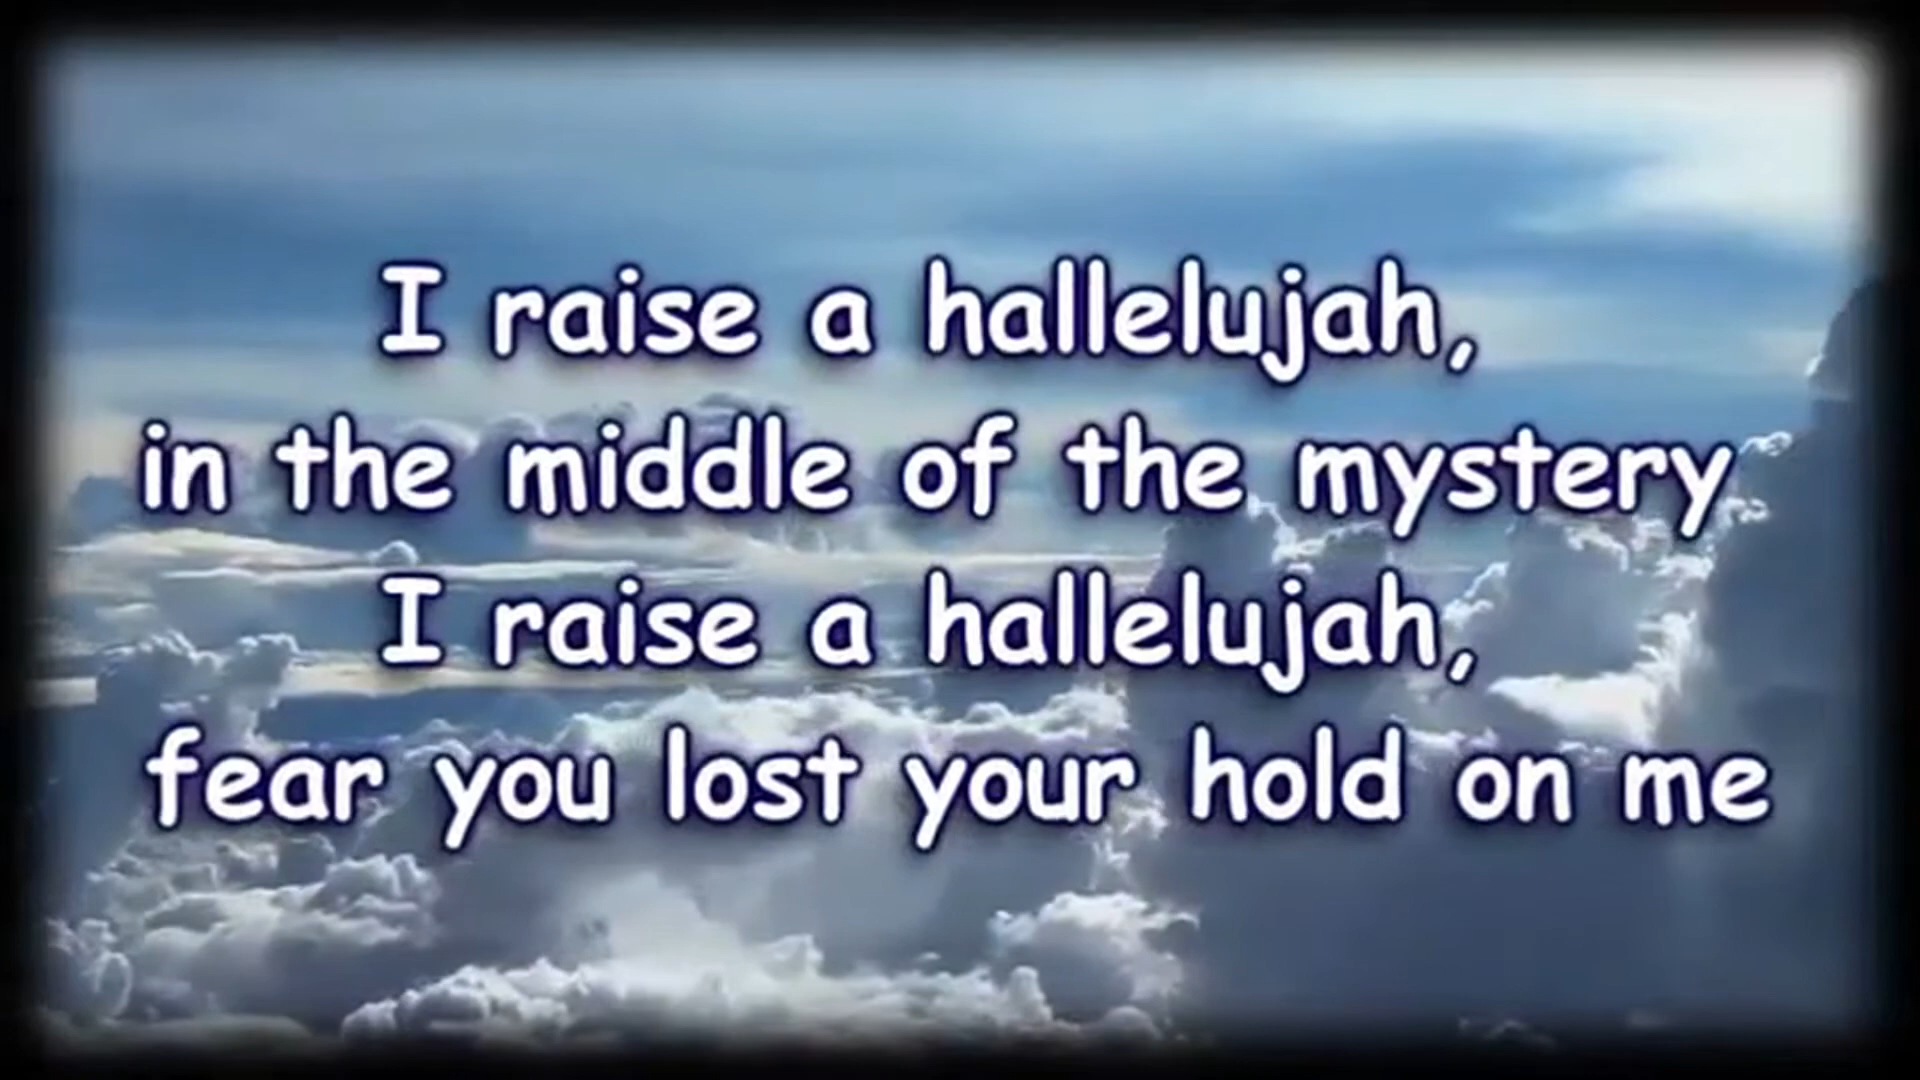 I raise a hallelujah,
in the middle of the mystery
I raise a hallelujah,
fear you lost your hold on me